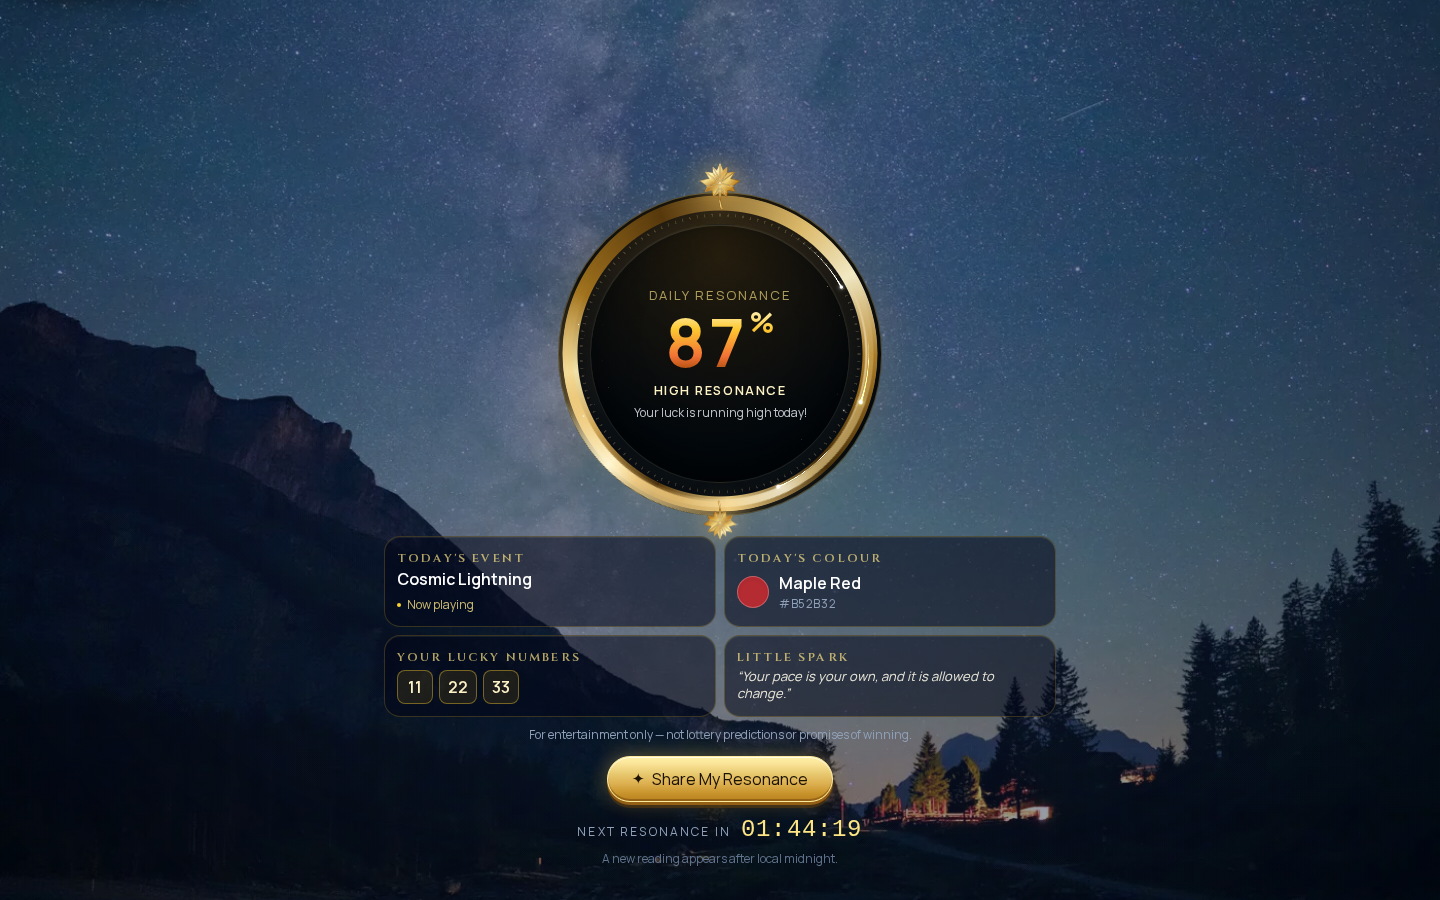 DAILY RESONANCE
87%
HIGH RESONANCE
Your luck is running high today!
TODAY'S EVENT
Cosmic Lightning
• Now playing
TODAY'S COLOUR
Maple Red
#B52B32
YOUR LUCKY NUMBERS
11 22 33
LITTLE SPARK
“Your pace is your own, and it is allowed to
change.”
For entertainment only — not lottery predictions or promises of winning.
✦ Share My Resonance
NEXT RESONANCE IN 01:44:19
A new reading appears after local midnight.